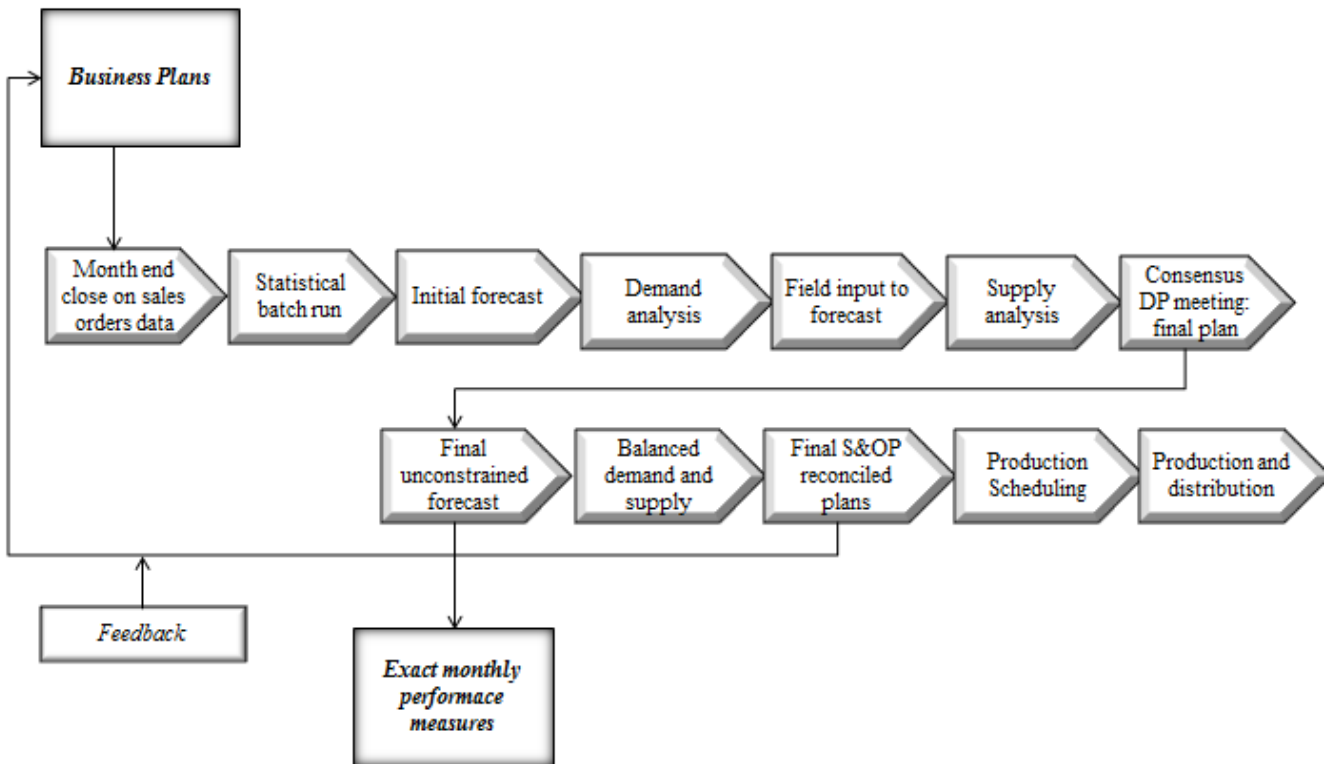 Business Plans
Month end
close on sales
orders data
Statistical
batch run
Initial forecast
Demand
analysis
Field input to
forecast
Supply
analysis
Consensus
DP meeting:
final plan
Final
unconstrained
forecast
Balanced
demand and
supply
Final S&OP
reconciled
plans
Production
Scheduling
Production and
distribution
Feedback
Exact monthly
performace
measures